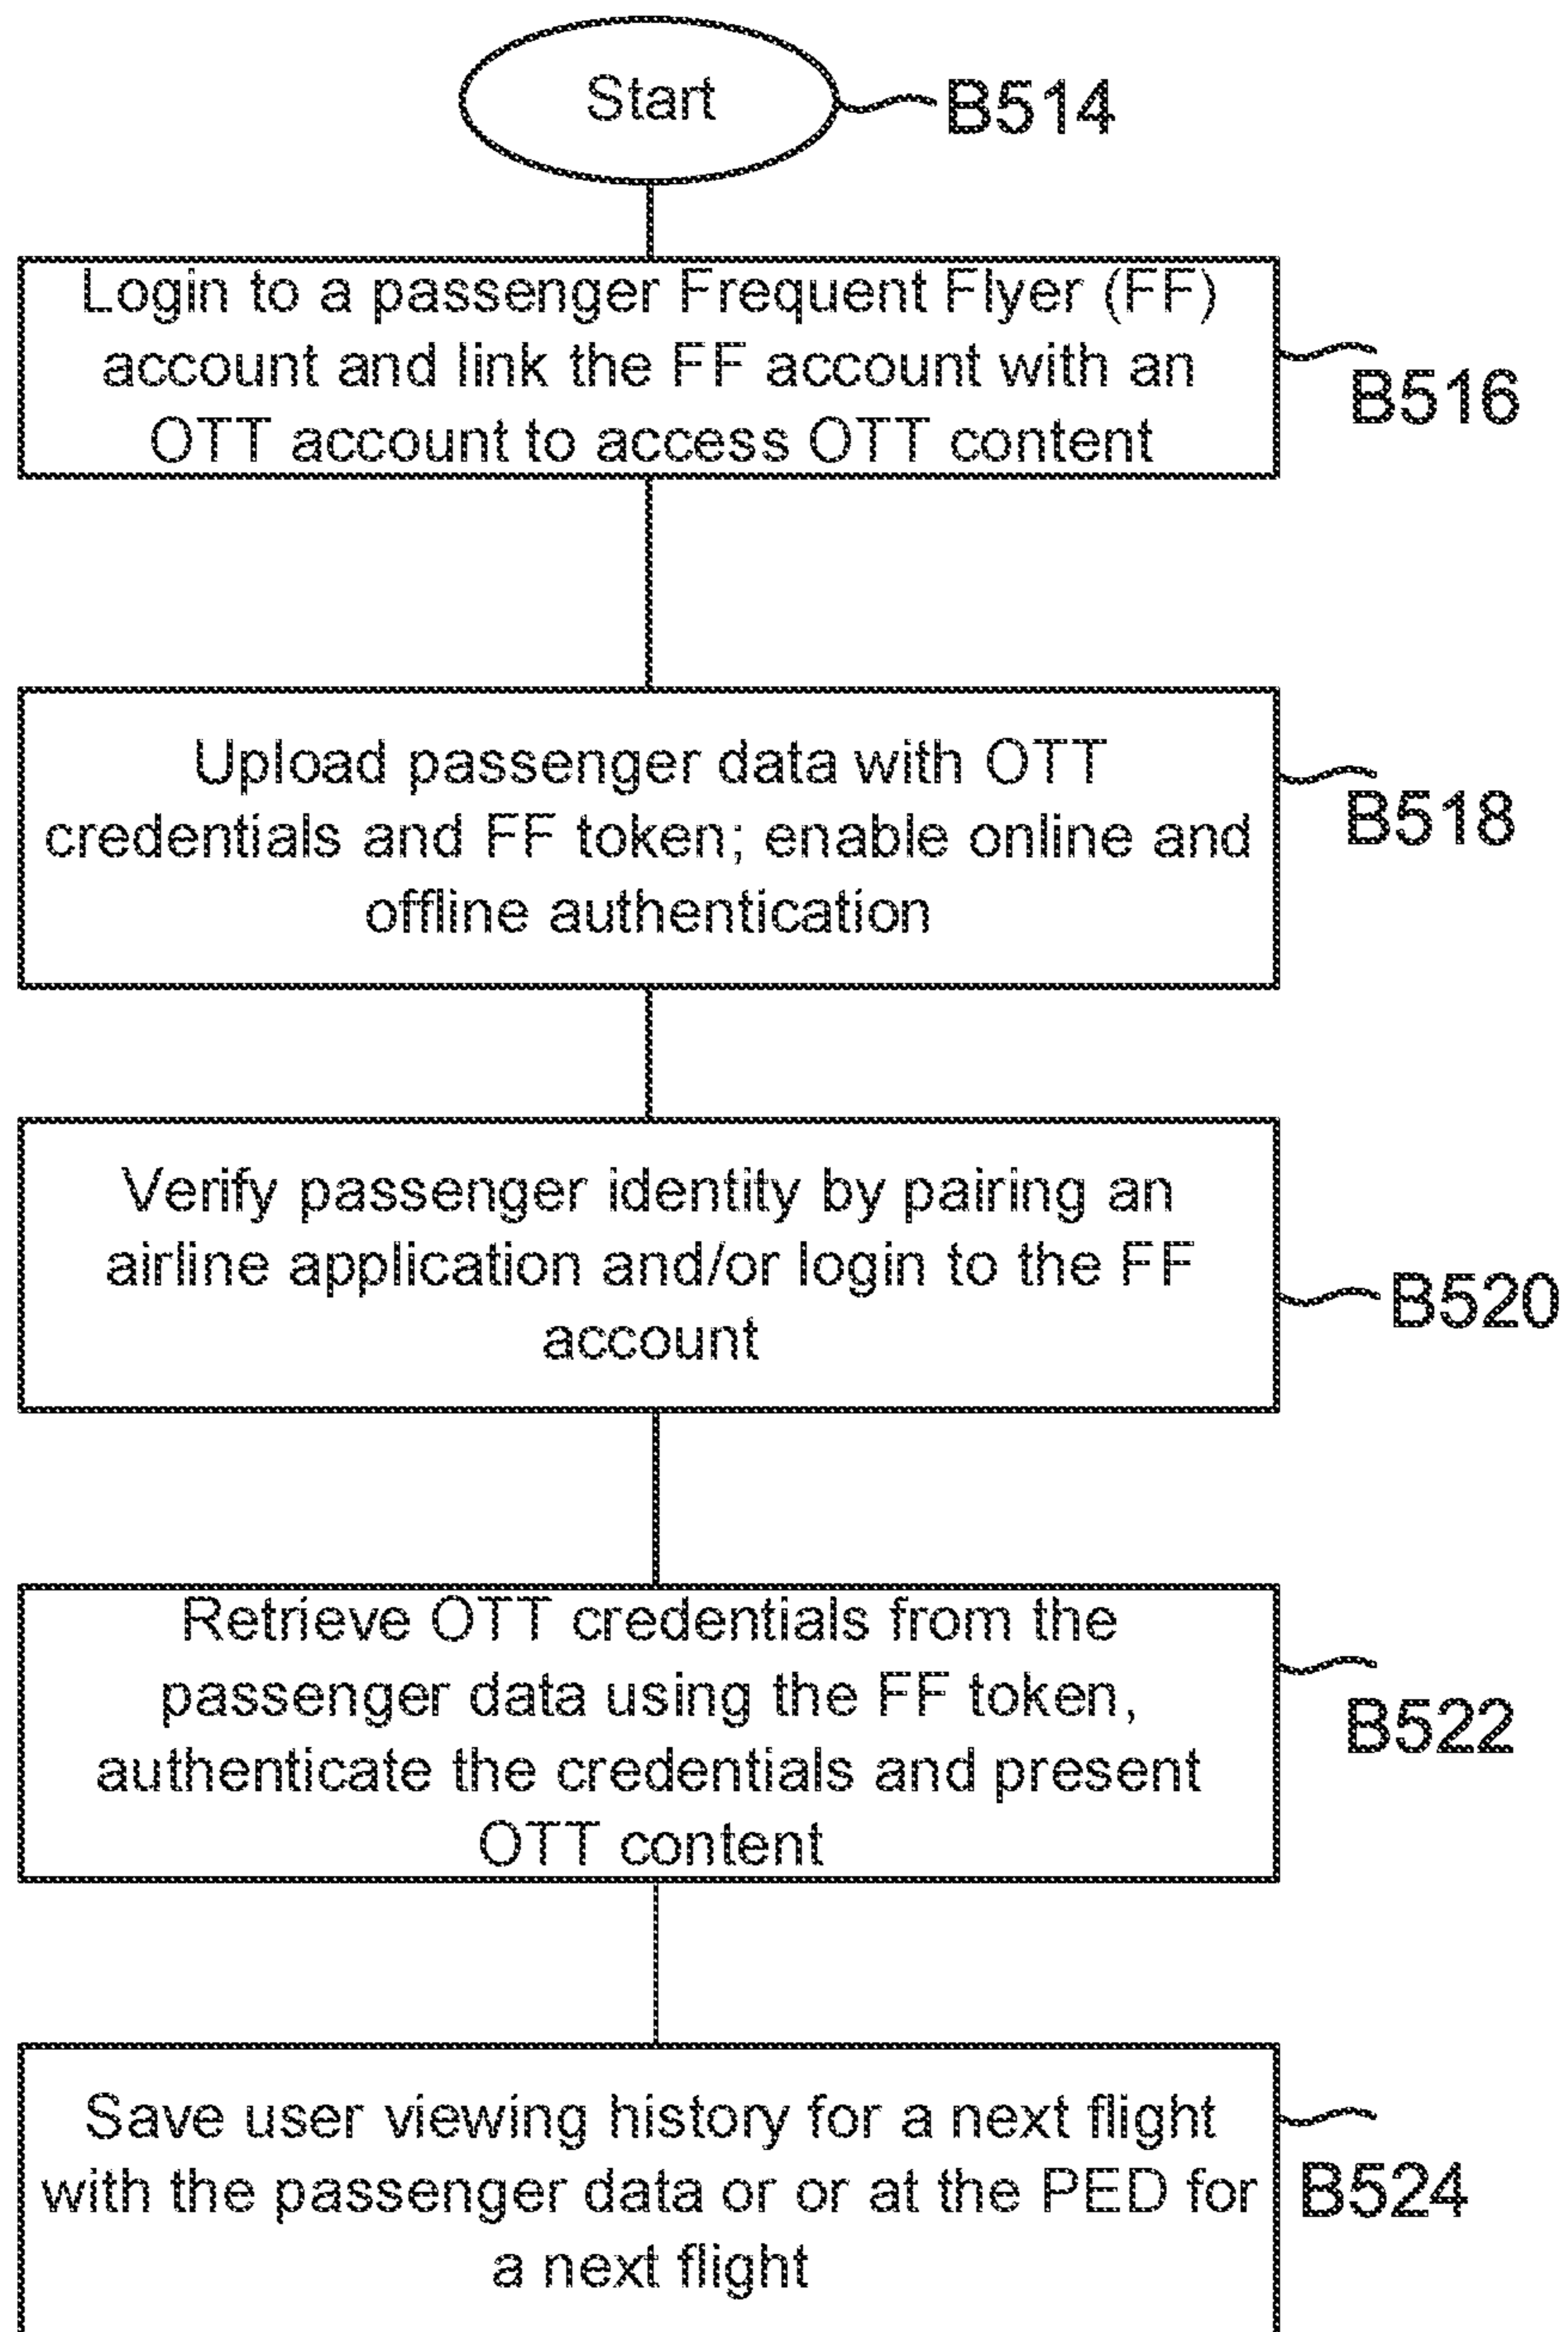 Start
B514
Login to a passenger Frequent Flyer (FF)
account and link the FF account with an
OTT account to access OTT content
B516
Upload passenger data with OTT
credentials and FF token; enable online and
offline authentication
B518
Verify passenger identity by pairing an
airline application and/or login to the FF
account
B520
Retrieve OTT credentials from the
passenger data using the FF token,
authenticate the credentials and present
OTT content
B522
Save user viewing history for a next flight
with the passenger data or or at the PED for
a next flight
B524